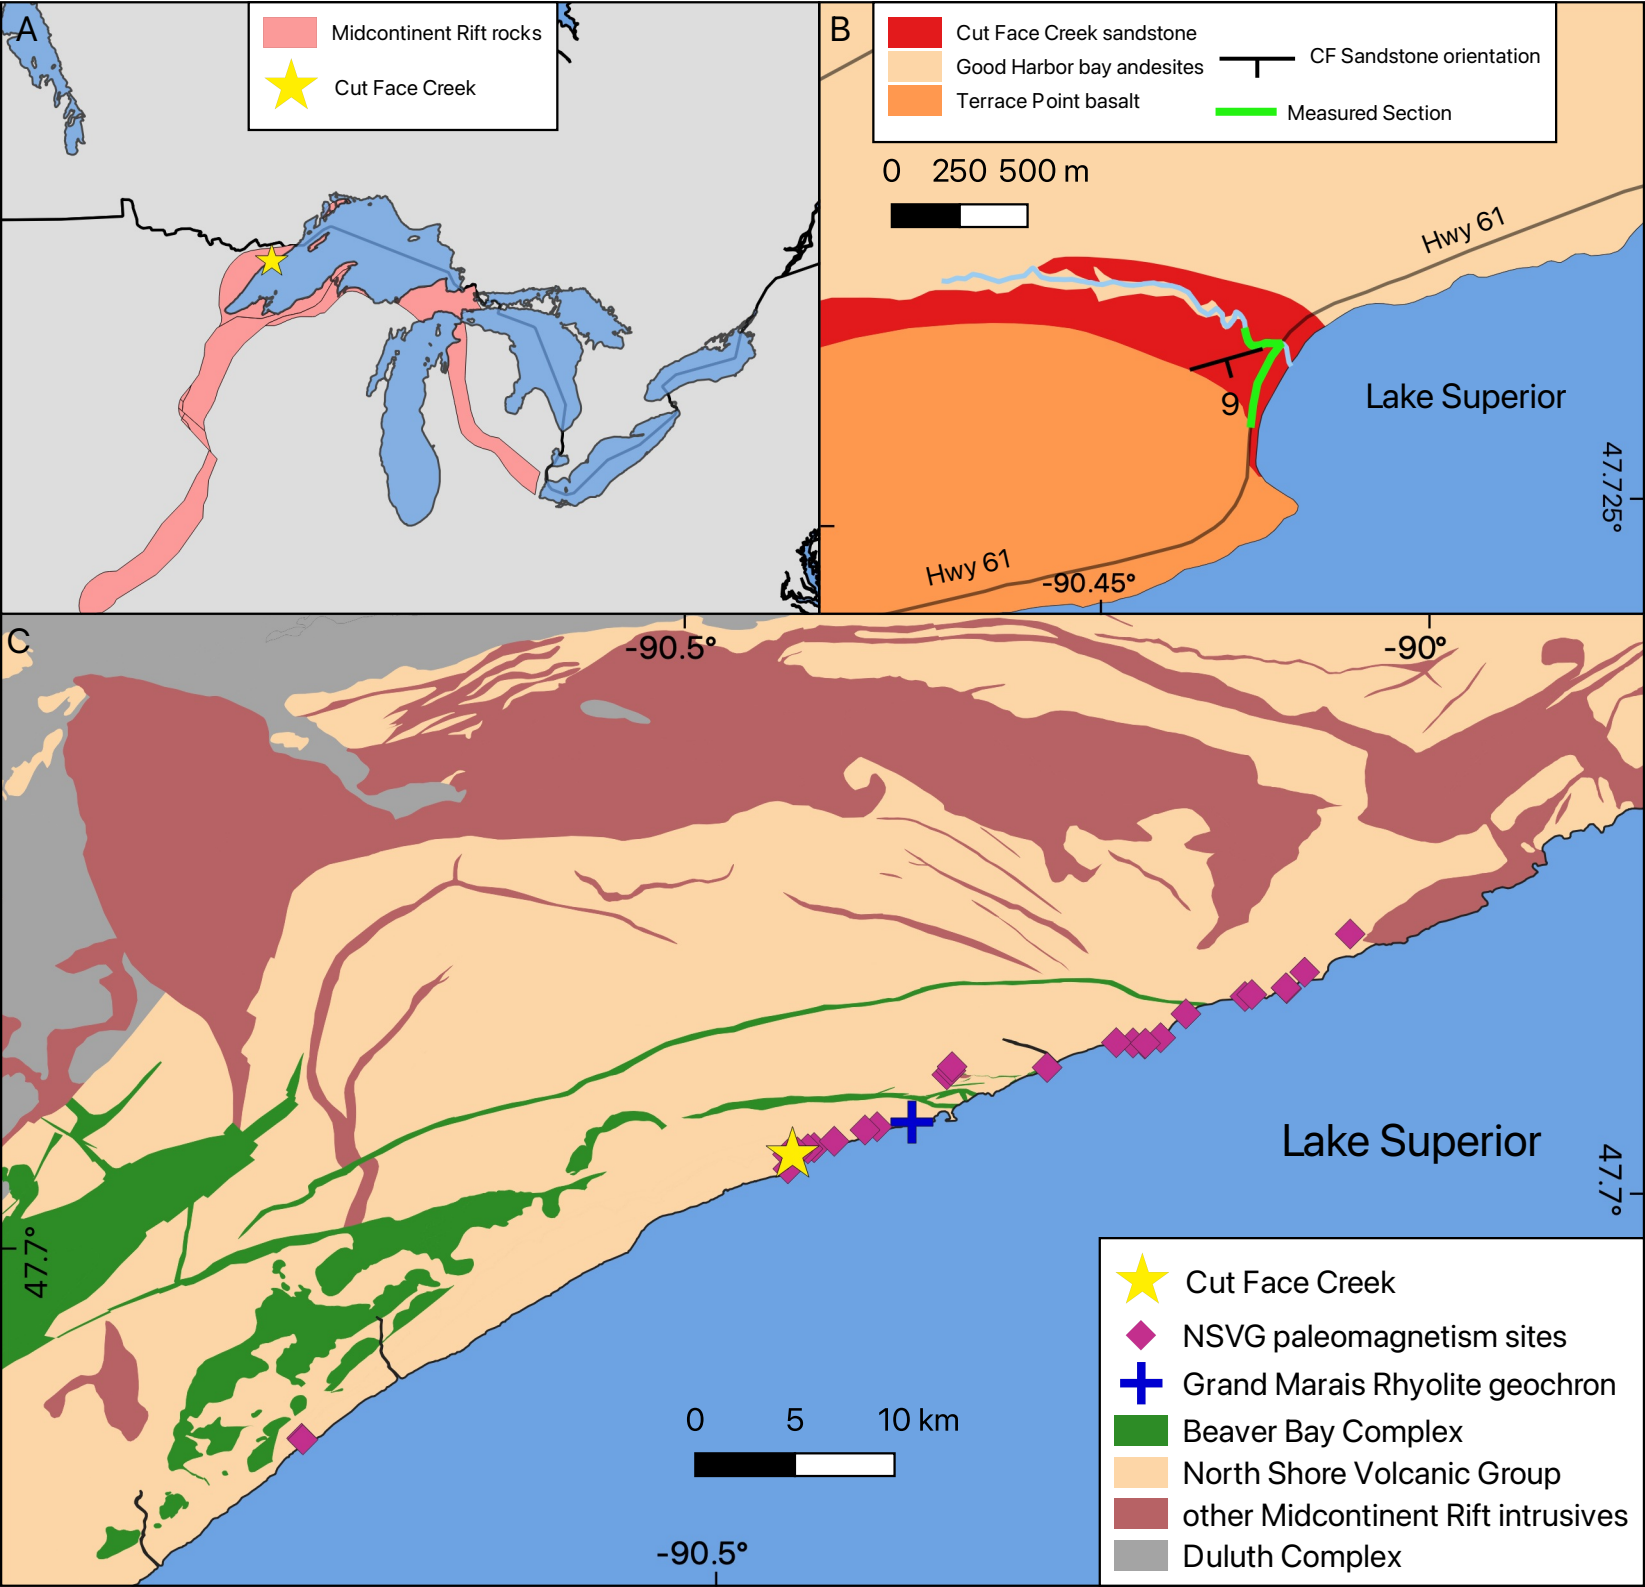 A
Midcontinent Rift rocks
Cut Face Creek
B
Cut Face Creek sandstone
Good Harbor bay andesites
Terrace Point basalt
CF Sandstone orientation
Measured Section
0 250 500 m
Hwy 61
9
Lake Superior
47.725°
Hwy 61
-90.45°
C
-90.5°
-90°
Lake Superior
47.7°
47.7°
0 5 10 km
-90.5°
Cut Face Creek
NSVG paleomagnetism sites
Grand Marais Rhyolite geochron
Beaver Bay Complex
North Shore Volcanic Group
other Midcontinent Rift intrusives
Duluth Complex